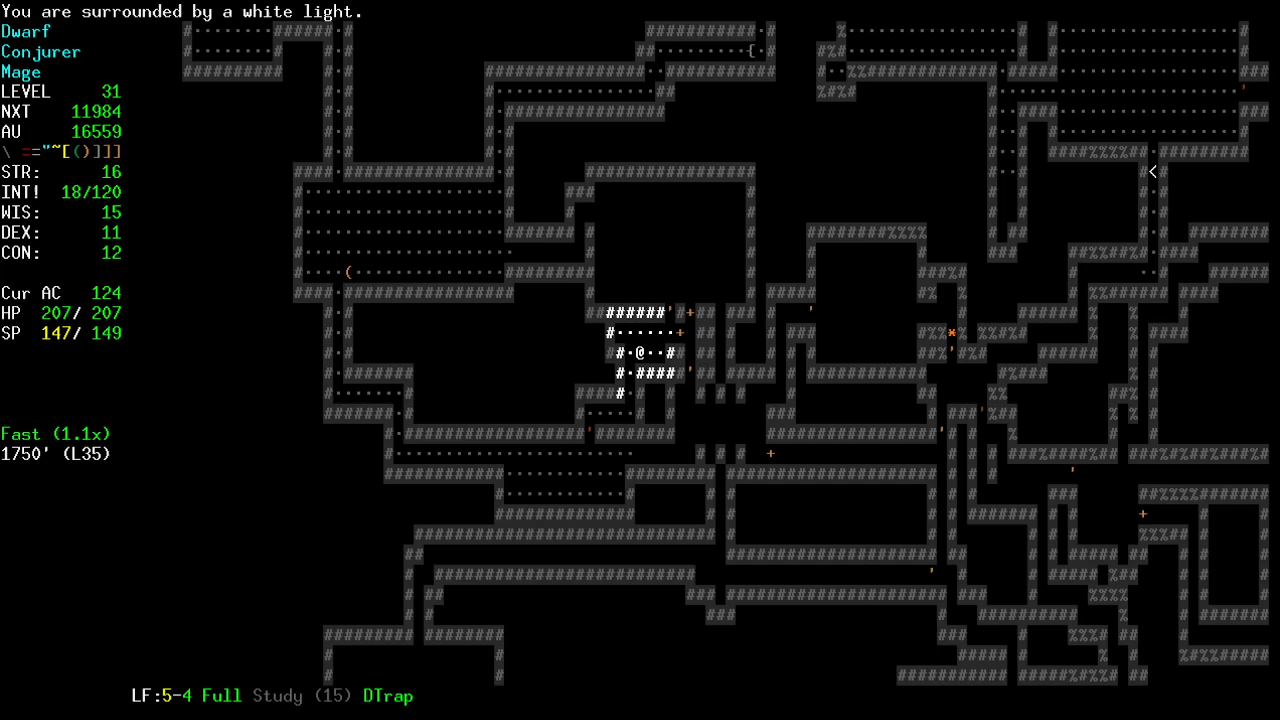 You are surrounded by a white light.
Dwarf
Conjurer
Mage
LEVEL 31
NXT 11984
AU 16559
\ =="~[()]]]
STR: 16
INT! 18/120
WIS: 15
DEX: 11
CON: 12
Cur AC 124
HP 207/ 207
SP 147/ 149
Fast (1.1x)
1750' (L35)
LF:5-4 Full Study (15) DTrap